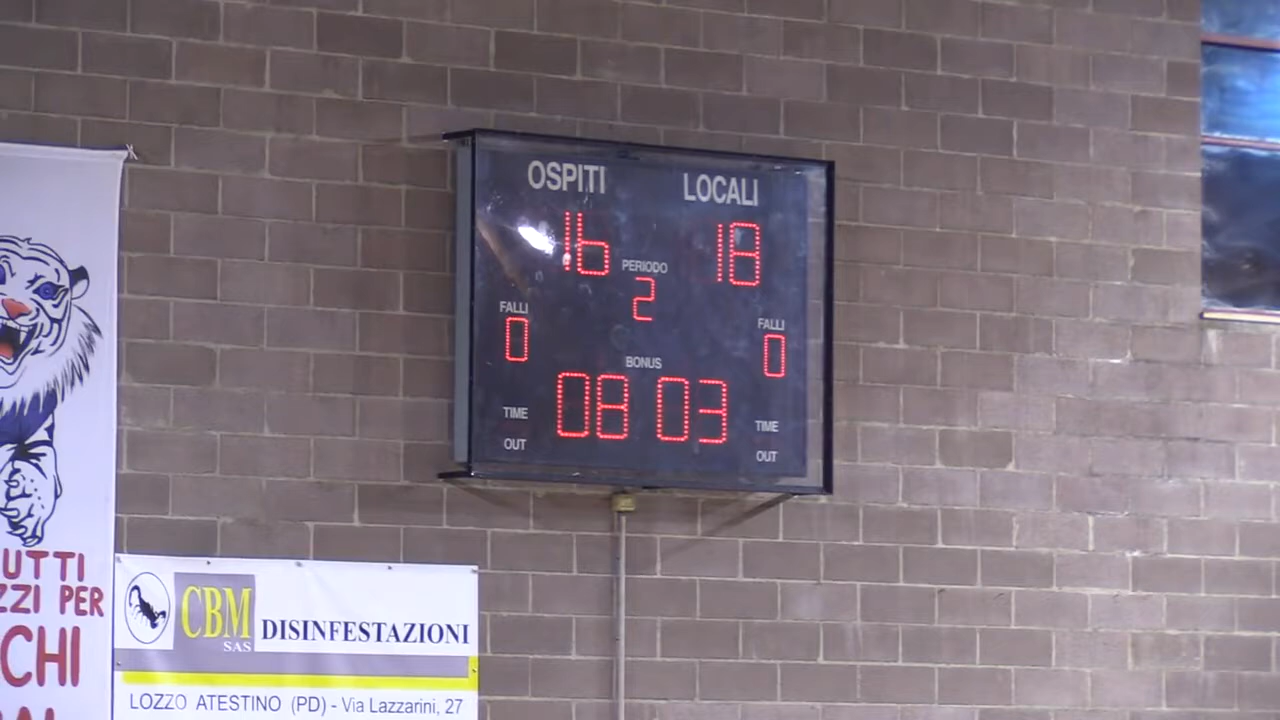 OSPITI LOCALI
16 18
PERIODO
2
FALLI FALLI
0 0
BONUS
08 03
TIME TIME
OUT OUT
UTTI
ZZI PER
CHI
CBM
SAS
DISINFESTAZIONI
LOZZO ATESTINO (PD) - Via Lazzarini, 27